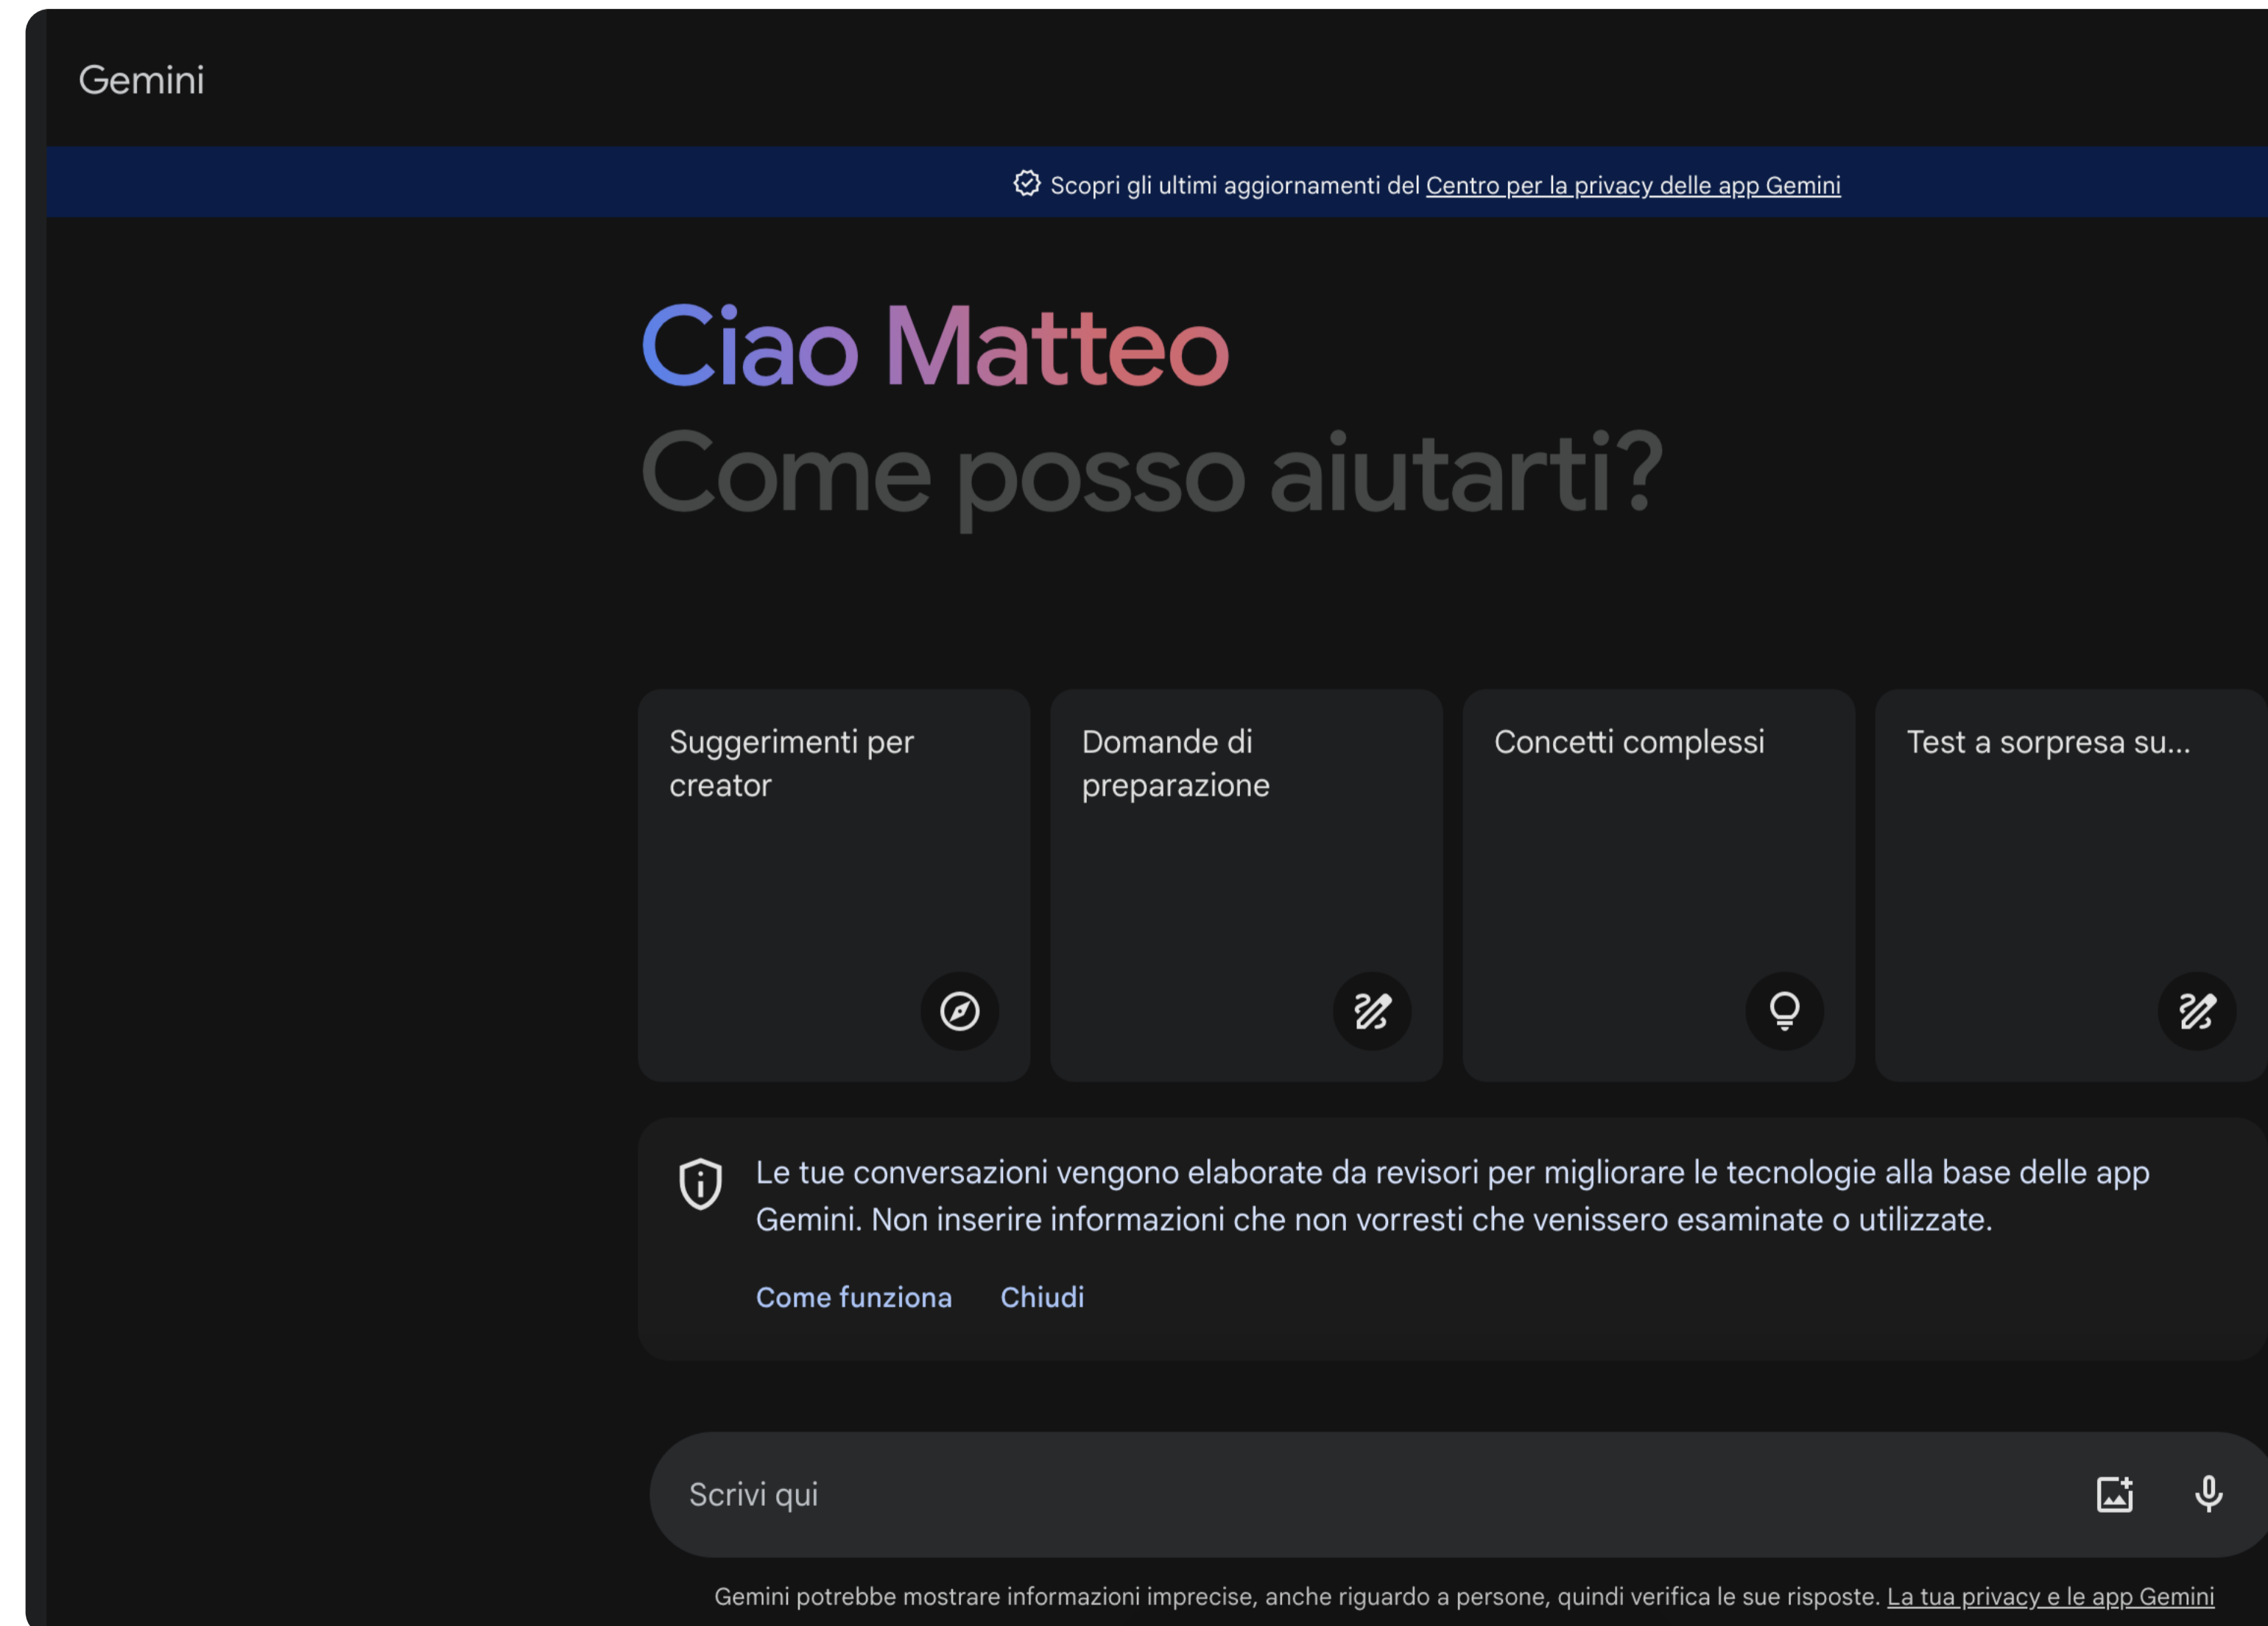 Gemini
Scopri gli ultimi aggiornamenti del Centro per la privacy delle app Gemini
Ciao Matteo
Come posso aiutarti?
Suggerimenti per
creator
Domande di
preparazione
Concetti complessi
Test a sorpresa su...
Le tue conversazioni vengono elaborate da revisori per migliorare le tecnologie alla base delle app
Gemini. Non inserire informazioni che non vorresti che venissero esaminate o utilizzate.
Come funziona Chiudi
Scrivi qui
Gemini potrebbe mostrare informazioni imprecise, anche riguardo a persone, quindi verifica le sue risposte. La tua privacy e le app Gemini